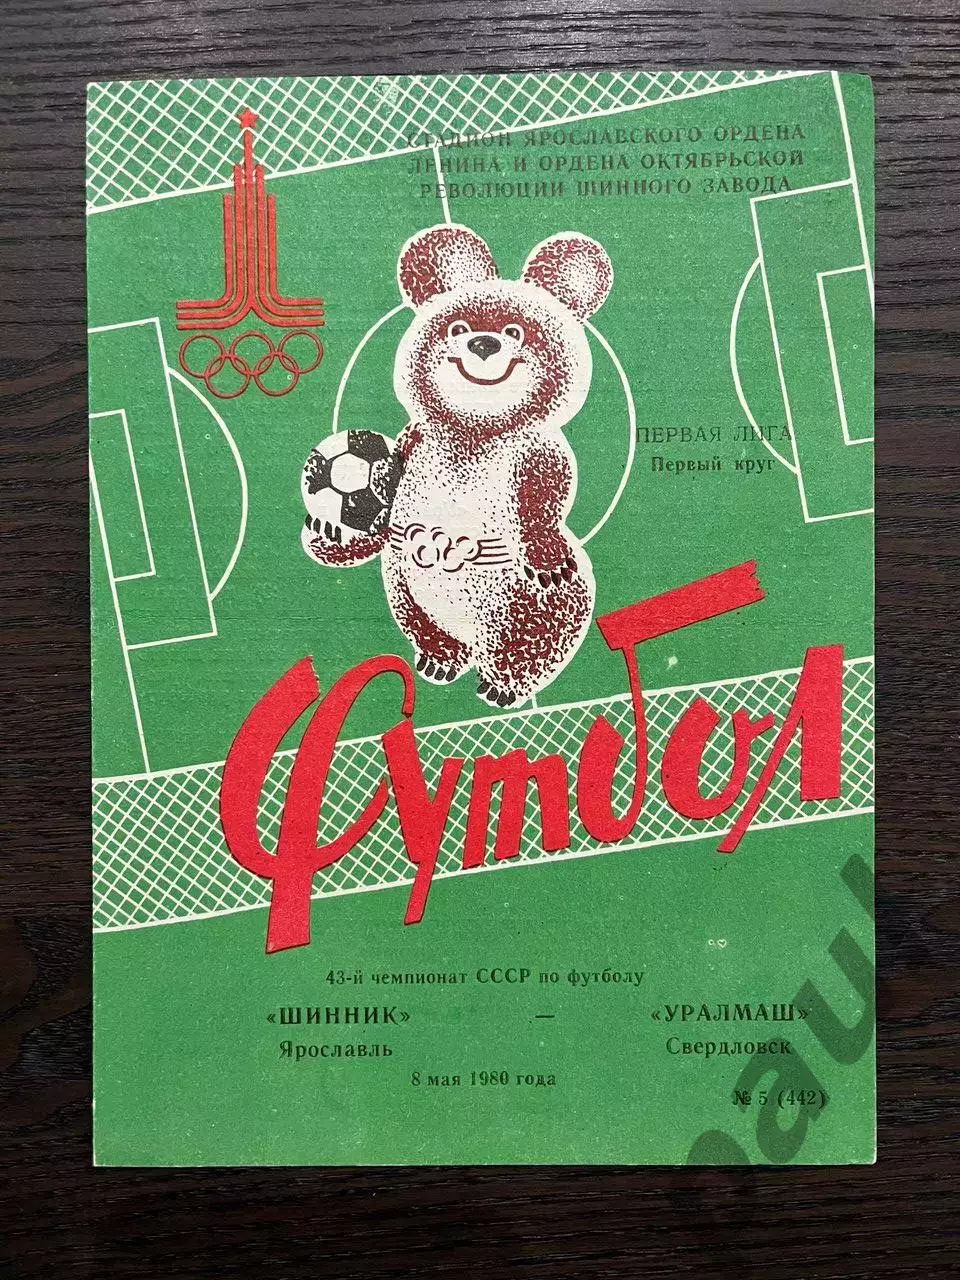 СТАДИОН ЯРОСЛАВСКОГО ОРДЕНА
ЛЕНИНА И ОРДЕНА ОКТЯБРЬСКОЙ
РЕВОЛЮЦИИ ШИННОГО ЗАВОДА
ПЕРВАЯ ЛИГА
Первый круг
Футбол
43-й чемпионат СССР по футболу
«ШИННИК» — «УРАЛМАШ»
Ярославль Свердловск
8 мая 1980 года
№ 5 (442)